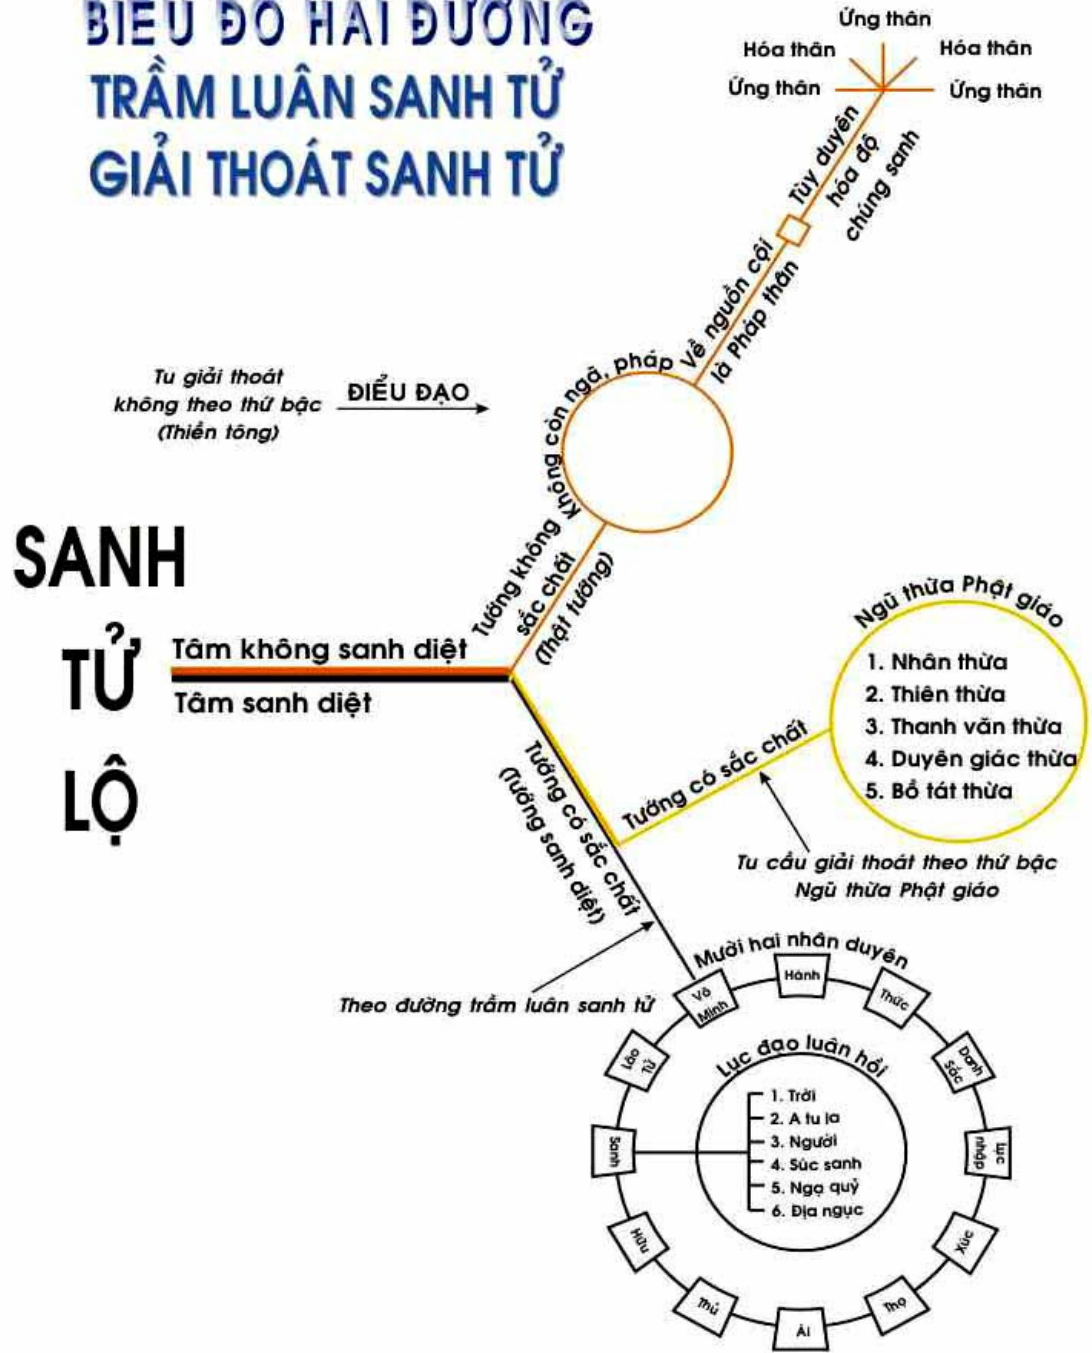 BIỂU ĐỒ HAI ĐƯỜNG
TRẦM LUÂN SANH TỬ
GIẢI THOÁT SANH TỬ
Ứng thân
Hóa thân
Hóa thân
Ứng thân
Ứng thân
Tùy duyên
hóa độ
chúng sanh
Về nguồn cội
là Pháp thân
Không còn ngã, pháp
Tu giải thoát
không theo thứ bậc
(Thiền tông)
ĐIỂU ĐẠO
Tướng không
sắc chất
(Thật tướng)
SANH
TỬ
LỘ
Tâm không sanh diệt
Tâm sanh diệt
Ngũ thừa Phật giáo
1. Nhân thừa
2. Thiên thừa
3. Thanh văn thừa
4. Duyên giác thừa
5. Bồ tát thừa
Tướng có sắc chất
Tu cầu giải thoát theo thứ bậc
Ngũ thừa Phật giáo
Tướng có sắc chất
(Tướng sanh diệt)
Theo đường trầm luân sanh tử
Mười hai nhân duyên
Vô
Minh
Hành
Thức
Danh
Sắc
Lục
nhập
Xúc
Thọ
Ái
Thủ
Hữu
Sanh
Lão
Tử
Lục đạo luân hồi
1. Trời
2. A tu la
3. Người
4. Súc sanh
5. Ngạ quỷ
6. Địa ngục